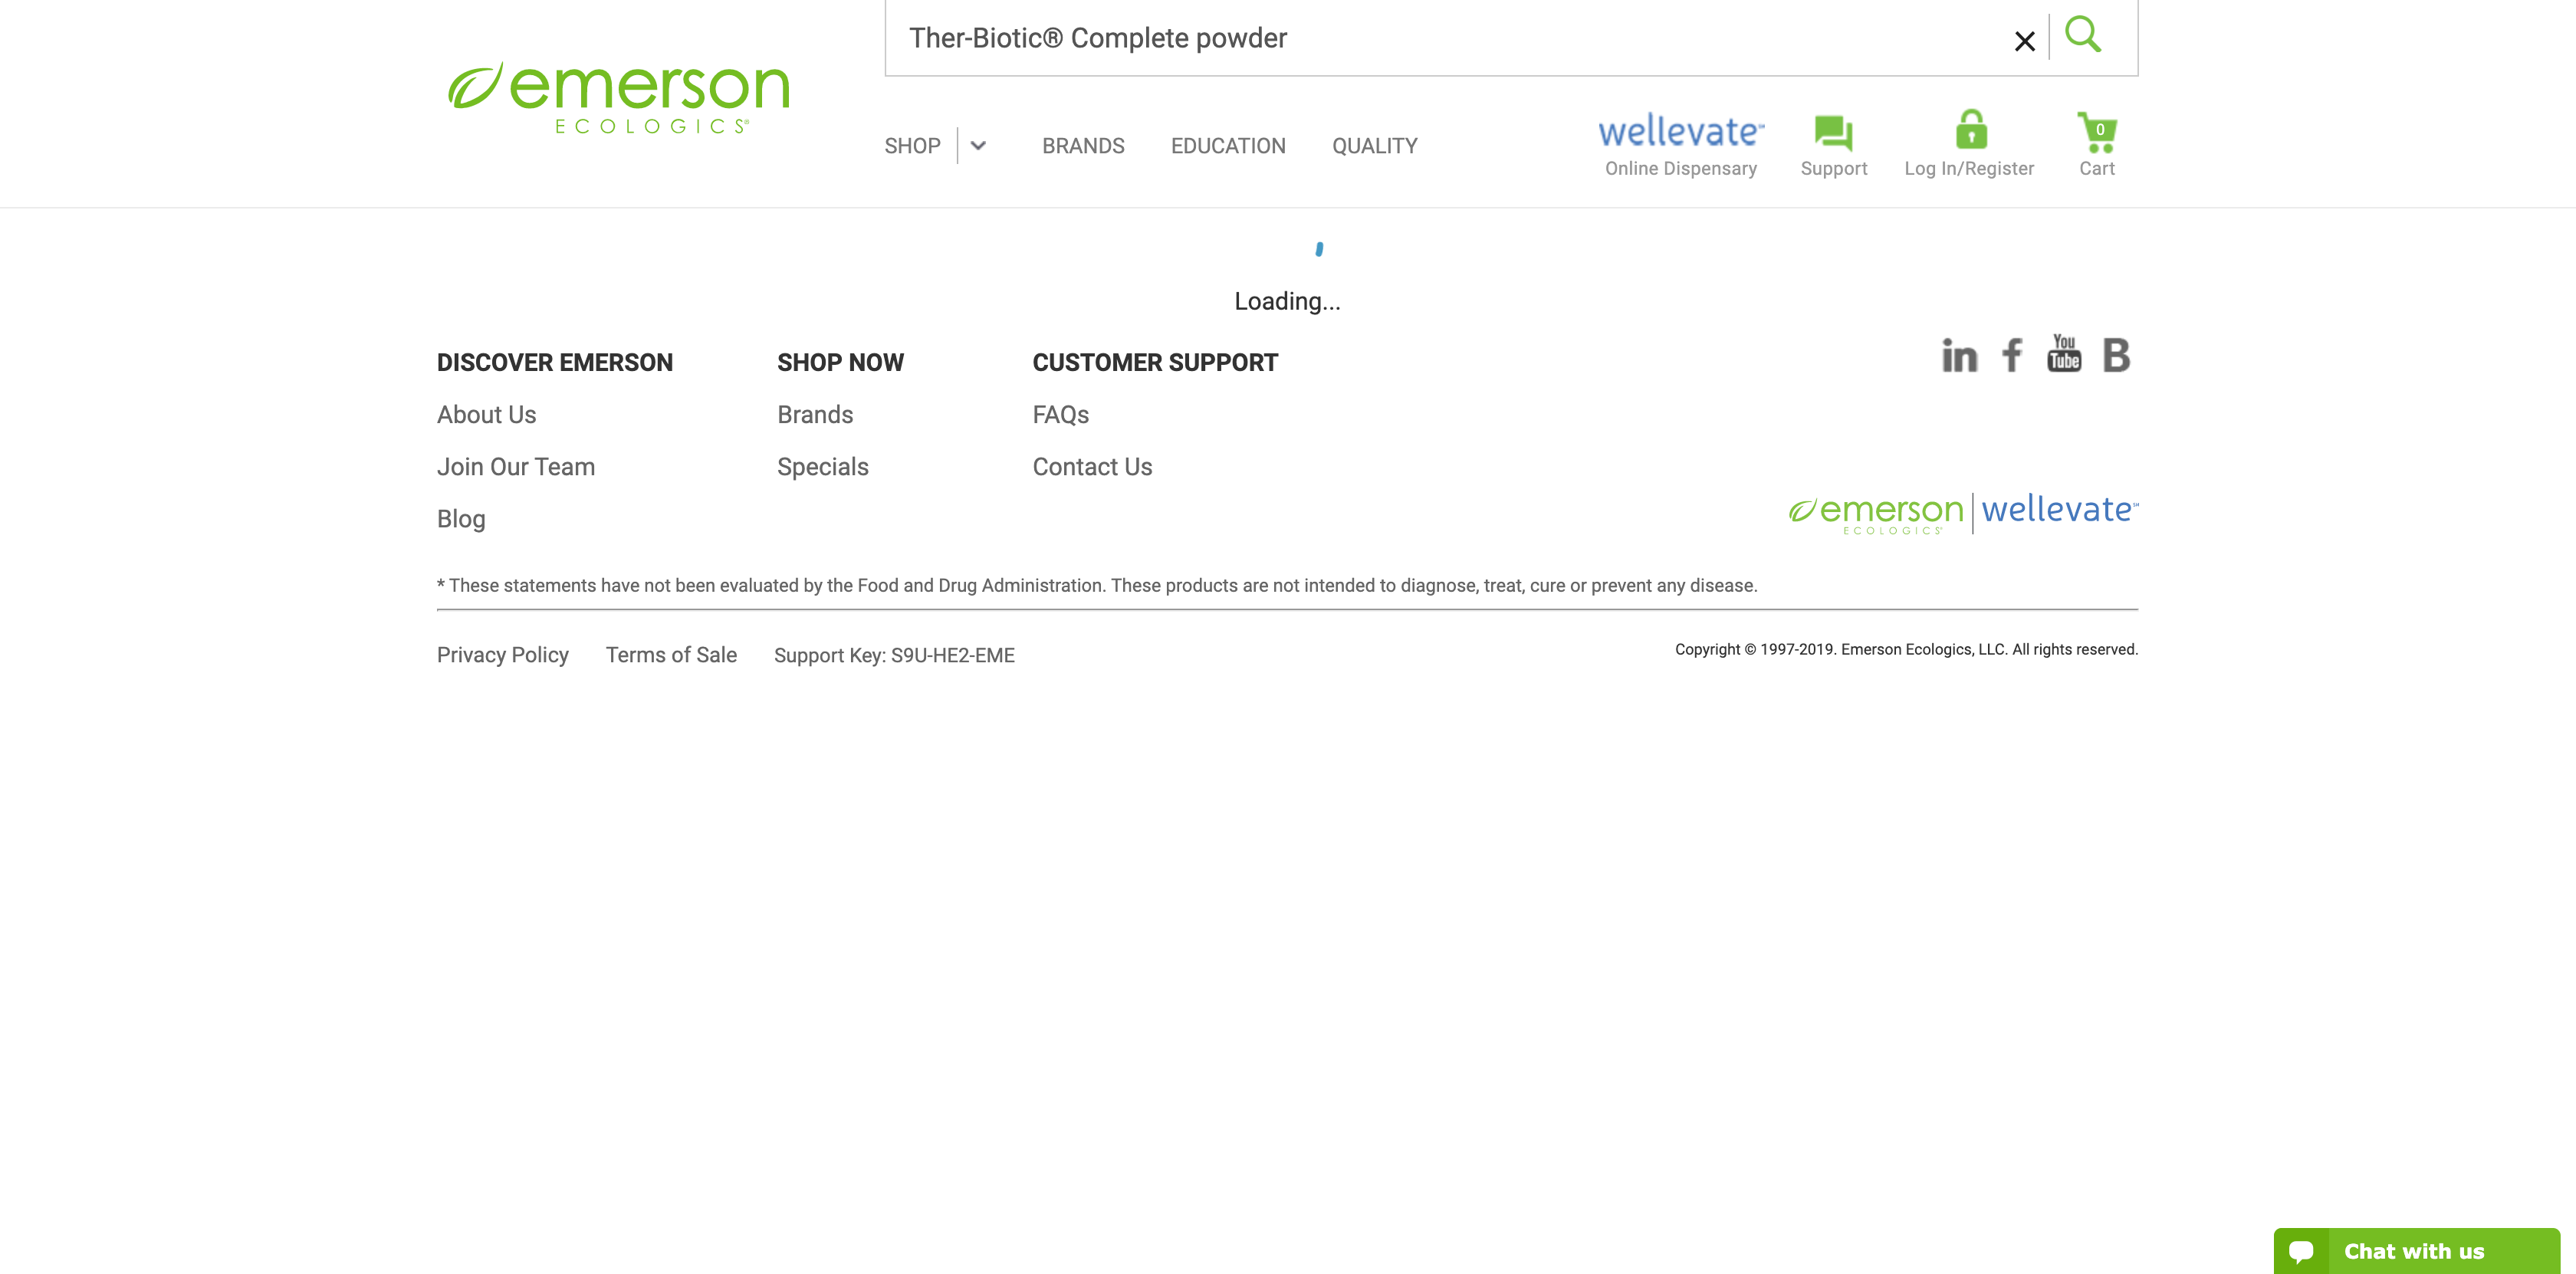 Ther-Biotic® Complete powder
emerson
ECOLOGICS®
SHOP
BRANDS
EDUCATION
QUALITY
wellevate℠
Online Dispensary
Support
Log In/Register
0
Cart
Loading...
DISCOVER EMERSON
About Us
Join Our Team
Blog
SHOP NOW
Brands
Specials
CUSTOMER SUPPORT
FAQs
Contact Us
in f You Tube B
emerson ECOLOGICS® | wellevate℠
* These statements have not been evaluated by the Food and Drug Administration. These products are not intended to diagnose, treat, cure or prevent any disease.
Privacy Policy
Terms of Sale
Support Key: S9U-HE2-EME
Copyright © 1997-2019. Emerson Ecologics, LLC. All rights reserved.
Chat with us